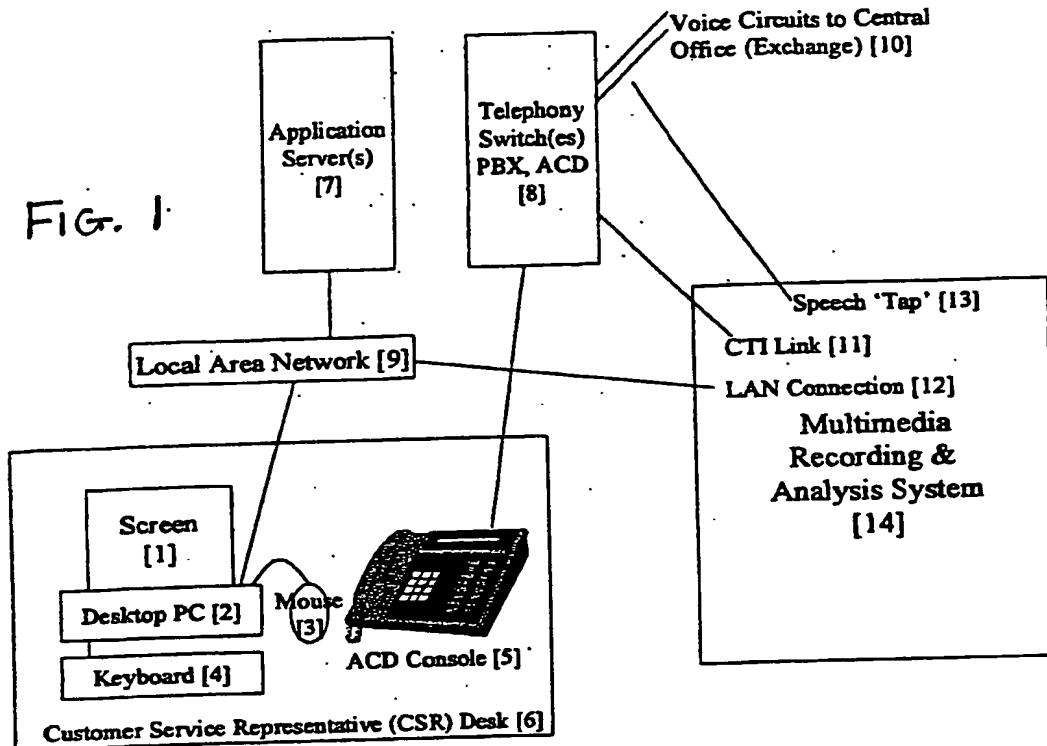 Voice Circuits to Central
Office (Exchange) [10]
Application
Server(s)
[7]
Telephony
Switch(es)
PBX, ACD
[8]
FIG. 1
Speech ‘Tap’ [13]
CTI Link [11]
Local Area Network [9]
LAN Connection [12]
Multimedia
Recording &
Analysis System
[14]
Screen
[1]
Desktop PC [2]
Mouse
[3]
Keyboard [4]
ACD Console [5]
Customer Service Representative (CSR) Desk [6]